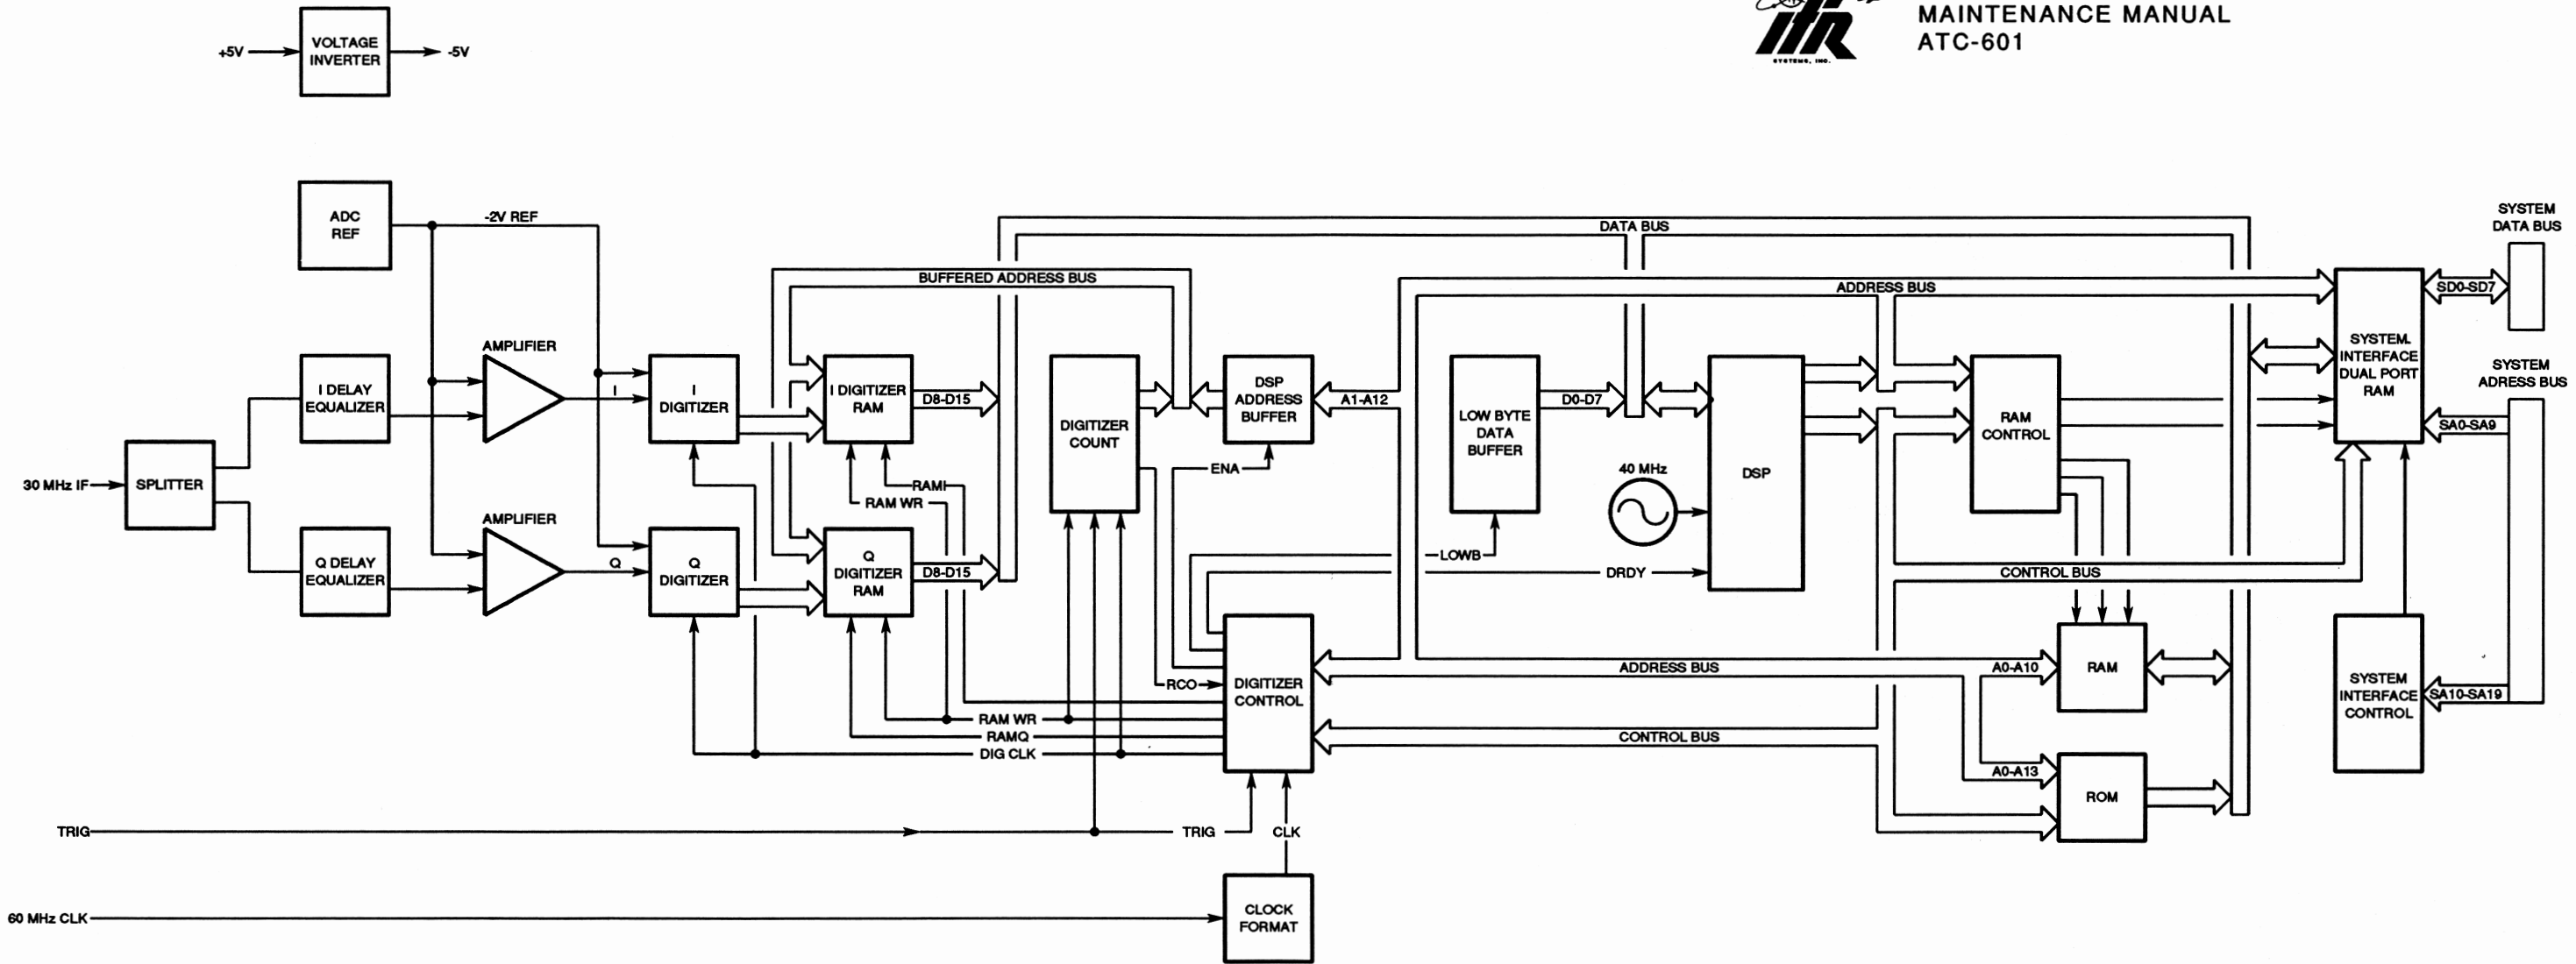 SYSTEMS, INC.
MAINTENANCE MANUAL
ATC-601
+5V
VOLTAGE
INVERTER
-5V
ADC
REF
-2V REF
DATA BUS
SYSTEM
DATA BUS
BUFFERED ADDRESS BUS
ADDRESS BUS
SD0-SD7
AMPLIFIER
I DELAY
EQUALIZER
I
I
DIGITIZER
I DIGITIZER
RAM
D8-D15
DIGITIZER
COUNT
DSP
ADDRESS
BUFFER
A1-A12
LOW BYTE
DATA
BUFFER
D0-D7
DSP
RAM
CONTROL
SYSTEM.
INTERFACE
DUAL PORT
RAM
SYSTEM
ADRESS BUS
SA0-SA9
30 MHz IF
SPLITTER
RAMI
RAM WR
ENA
40 MHz
AMPLIFIER
Q DELAY
EQUALIZER
Q
Q
DIGITIZER
Q
DIGITIZER
RAM
D8-D15
LOWB
DRDY
CONTROL BUS
RCO
DIGITIZER
CONTROL
ADDRESS BUS
A0-A10
RAM
SYSTEM
INTERFACE
CONTROL
SA10-SA19
RAM WR
RAMQ
DIG CLK
CONTROL BUS
A0-A13
ROM
TRIG
TRIG
CLK
60 MHz CLK
CLOCK
FORMAT